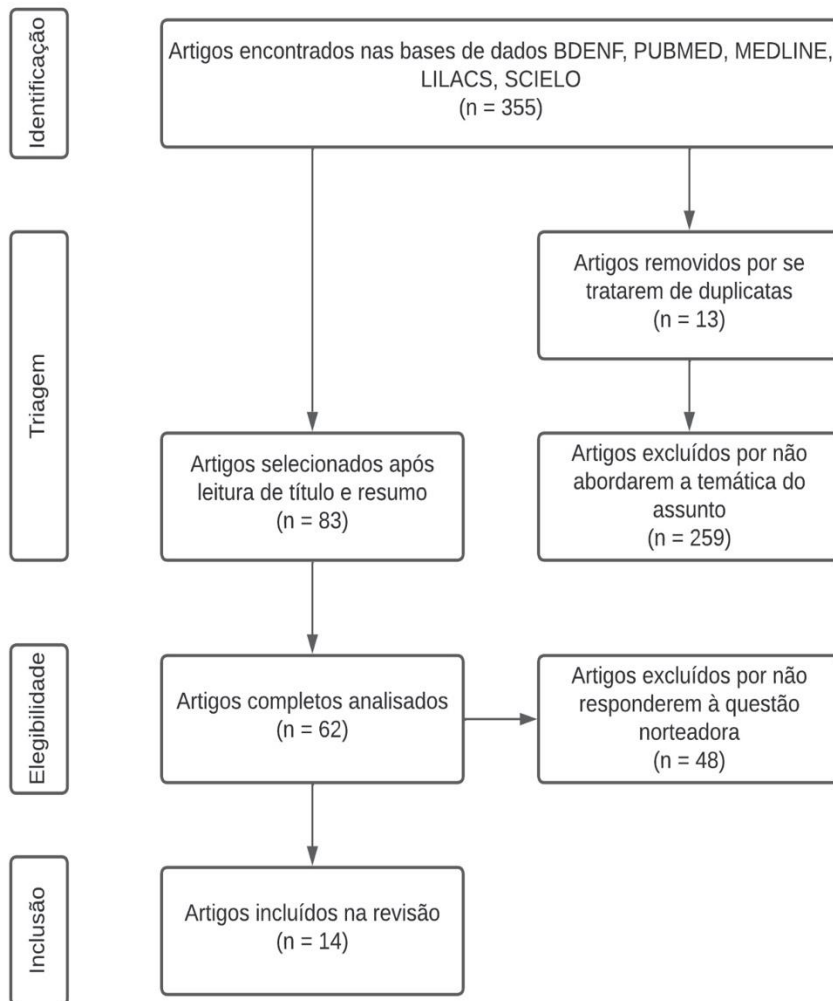 Identificação
Artigos encontrados nas bases de dados BDENF, PUBMED, MEDLINE,
LILACS, SCIELO
(n = 355)
Triagem
Artigos removidos por se
tratarem de duplicatas
(n = 13)
Artigos selecionados após
leitura de título e resumo
(n = 83)
Artigos excluídos por não
abordarem a temática do
assunto
(n = 259)
Elegibilidade
Artigos completos analisados
(n = 62)
Artigos excluídos por não
responderem à questão
norteadora
(n = 48)
Inclusão
Artigos incluídos na revisão
(n = 14)